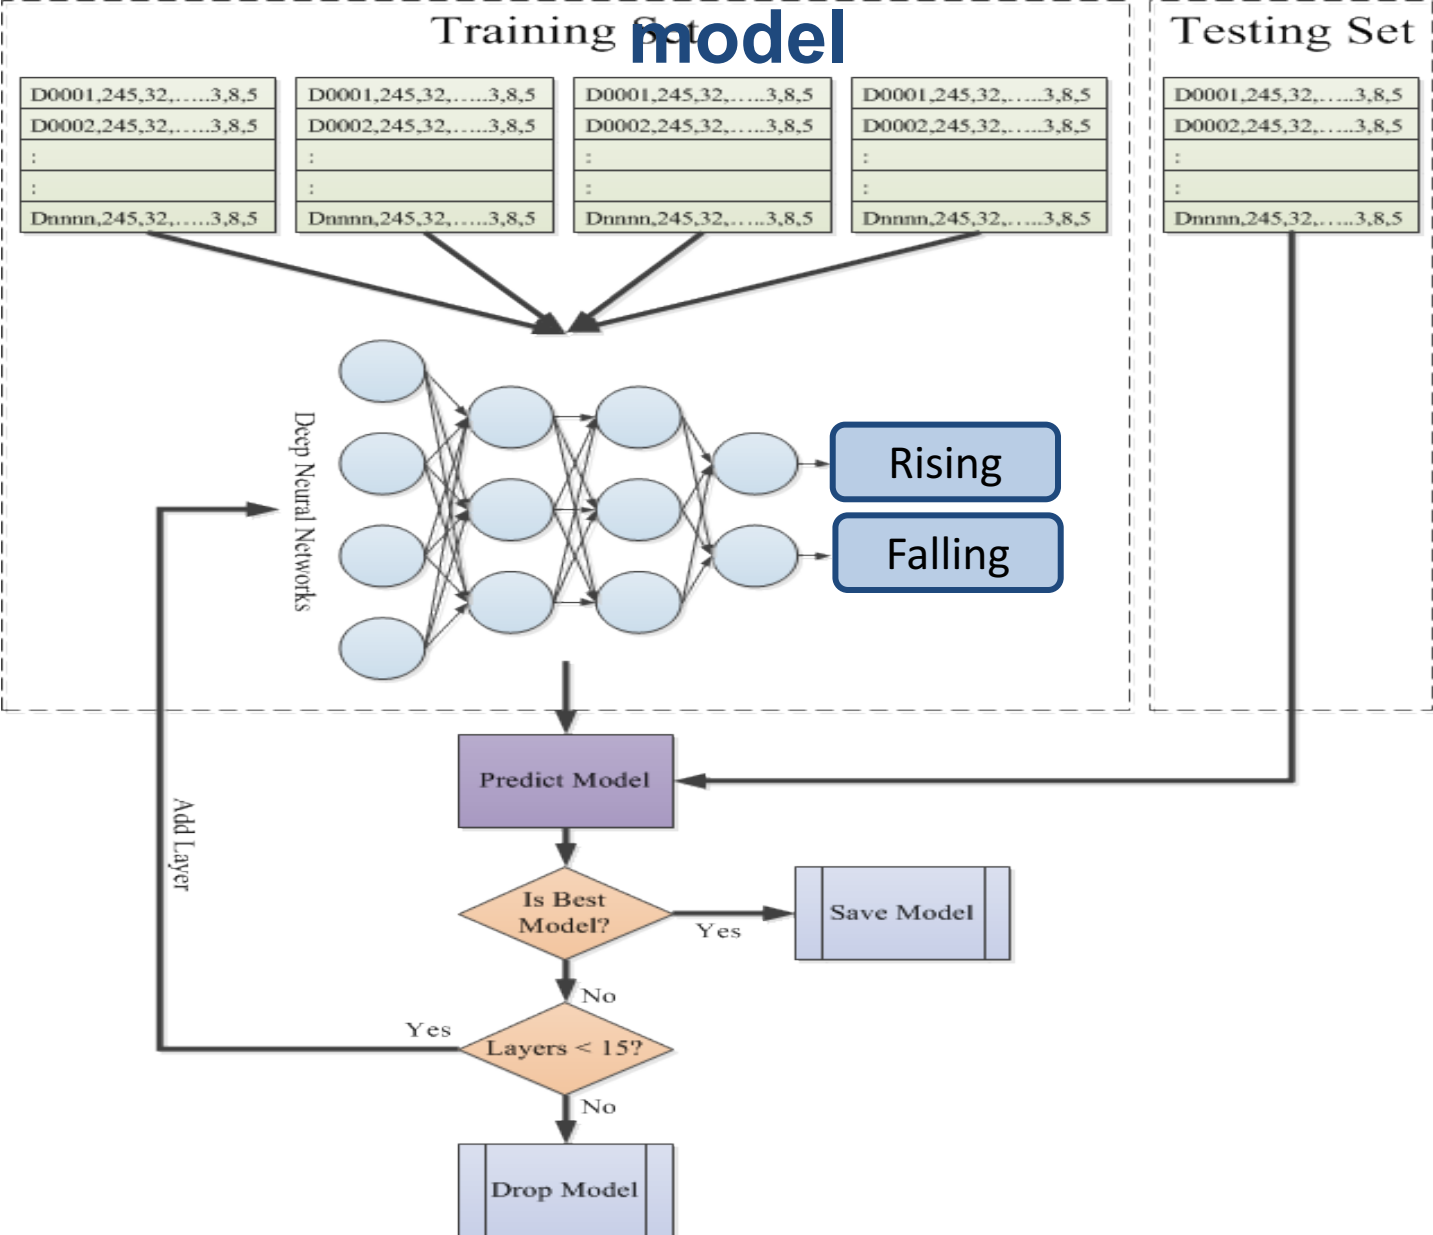 Training Set
model
Testing Set
D0001,245,32,.....3,8,5
D0002,245,32,.....3,8,5
:
:
Dnnnn,245,32,.....3,8,5
D0001,245,32,.....3,8,5
D0002,245,32,.....3,8,5
:
:
Dnnnn,245,32,.....3,8,5
D0001,245,32,.....3,8,5
D0002,245,32,.....3,8,5
:
:
Dnnnn,245,32,.....3,8,5
D0001,245,32,.....3,8,5
D0002,245,32,.....3,8,5
:
:
Dnnnn,245,32,.....3,8,5
D0001,245,32,.....3,8,5
D0002,245,32,.....3,8,5
:
:
Dnnnn,245,32,.....3,8,5
Deep Neural Networks
Rising
Falling
Predict Model
Add Layer
Is Best
Model?
Yes
Save Model
No
Yes
Layers < 15?
No
Drop Model